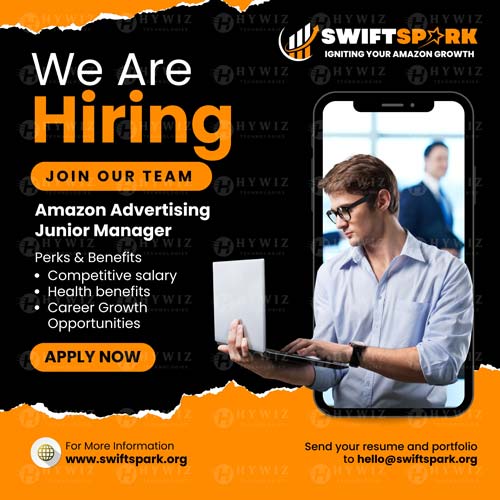 SWIFTSPARK
IGNITING YOUR AMAZON GROWTH
We Are
Hiring
JOIN OUR TEAM
Amazon Advertising
Junior Manager
Perks & Benefits
• Competitive salary
• Health benefits
• Career Growth
Opportunities
APPLY NOW
For More Information
www.swiftspark.org
Send your resume and portfolio
to hello@swiftspark.org
HYWIZ
TECHNOLOGIES